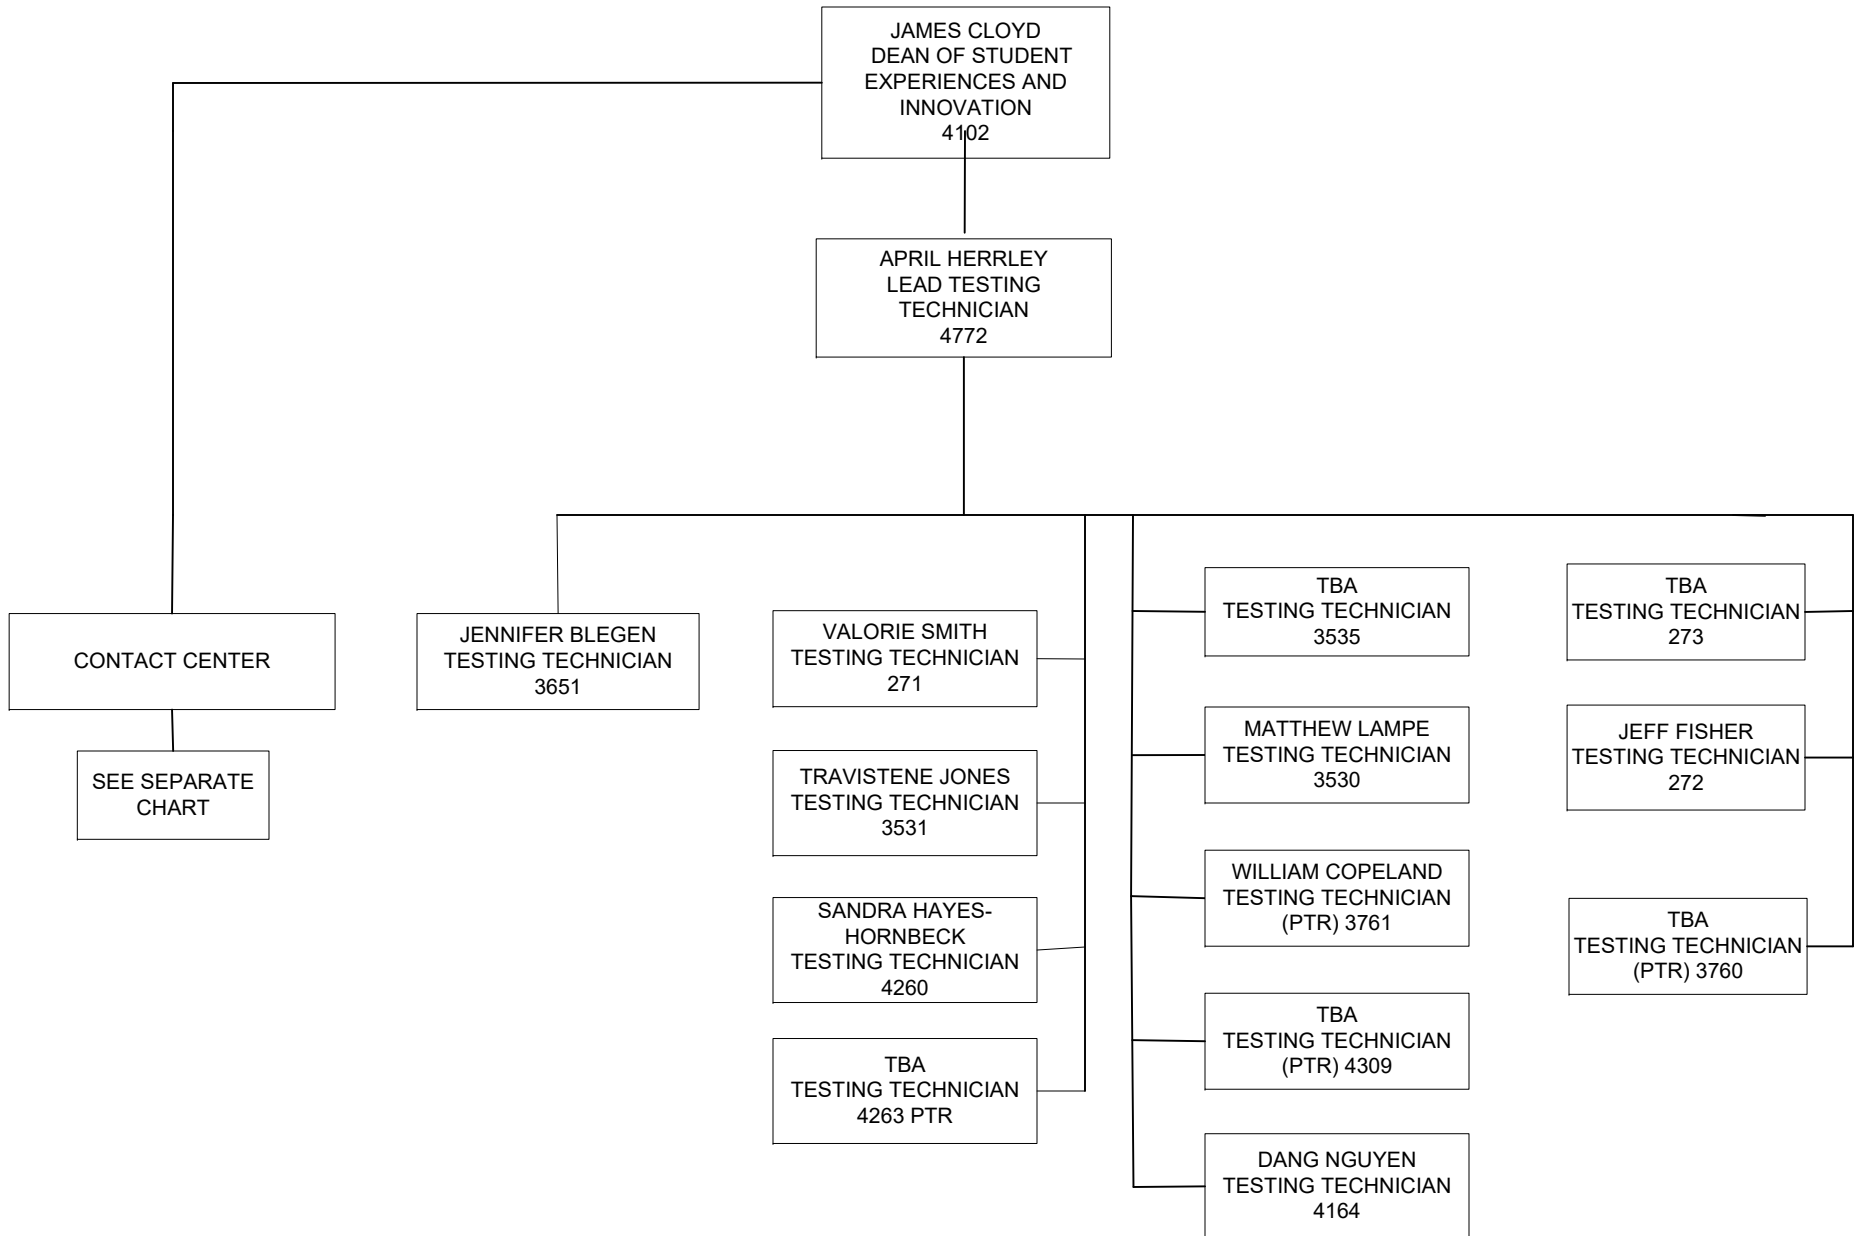 JAMES CLOYD
DEAN OF STUDENT
EXPERIENCES AND
INNOVATION
4102
APRIL HERRLEY
LEAD TESTING
TECHNICIAN
4772
CONTACT CENTER
SEE SEPARATE
CHART
JENNIFER BLEGEN
TESTING TECHNICIAN
3651
VALORIE SMITH
TESTING TECHNICIAN
271
TRAVISTENE JONES
TESTING TECHNICIAN
3531
SANDRA HAYES-
HORNBECK
TESTING TECHNICIAN
4260
TBA
TESTING TECHNICIAN
4263 PTR
TBA
TESTING TECHNICIAN
3535
MATTHEW LAMPE
TESTING TECHNICIAN
3530
WILLIAM COPELAND
TESTING TECHNICIAN
(PTR) 3761
TBA
TESTING TECHNICIAN
(PTR) 4309
DANG NGUYEN
TESTING TECHNICIAN
4164
TBA
TESTING TECHNICIAN
273
JEFF FISHER
TESTING TECHNICIAN
272
TBA
TESTING TECHNICIAN
(PTR) 3760